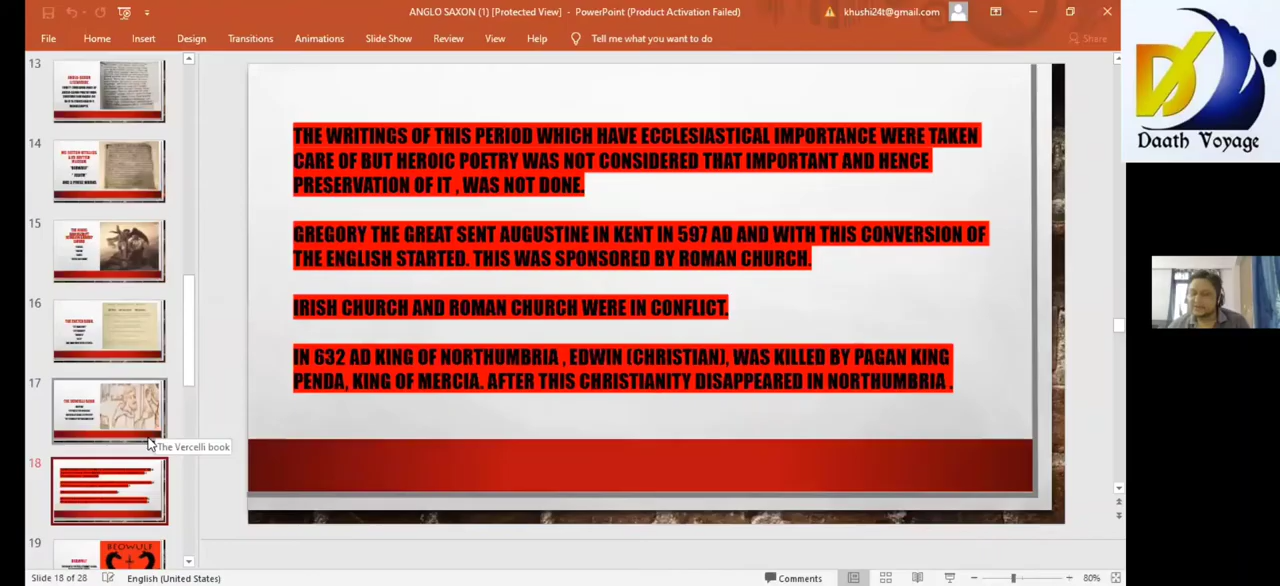 ANGLO SAXON (1) [Protected View] - PowerPoint (Product Activation Failed)
khushi24t@gmail.com
File Home Insert Design Transitions Animations Slide Show Review View Help Tell me what you want to do
Share
Daath Voyage
13
14
15
16
17
18
19
THE WRITINGS OF THIS PERIOD WHICH HAVE ECCLESIASTICAL IMPORTANCE WERE TAKEN
CARE OF BUT HEROIC POETRY WAS NOT CONSIDERED THAT IMPORTANT AND HENCE
PRESERVATION OF IT , WAS NOT DONE.
GREGORY THE GREAT SENT AUGUSTINE IN KENT IN 597 AD AND WITH THIS CONVERSION OF
THE ENGLISH STARTED. THIS WAS SPONSORED BY ROMAN CHURCH.
IRISH CHURCH AND ROMAN CHURCH WERE IN CONFLICT.
IN 632 AD KING OF NORTHUMBRIA , EDWIN (CHRISTIAN), WAS KILLED BY PAGAN KING
PENDA, KING OF MERCIA. AFTER THIS CHRISTIANITY DISAPPEARED IN NORTHUMBRIA .
The Vercelli book
BEOWULF
Slide 18 of 28
English (United States)
Comments
80%